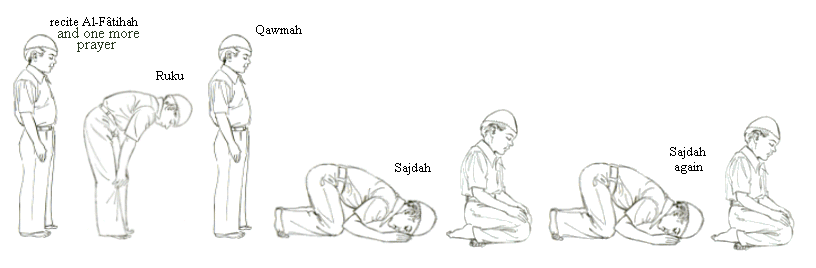 recite Al-Fâtihah
and one more
prayer
Ruku
Qawmah
Sajdah
Sajdah
again